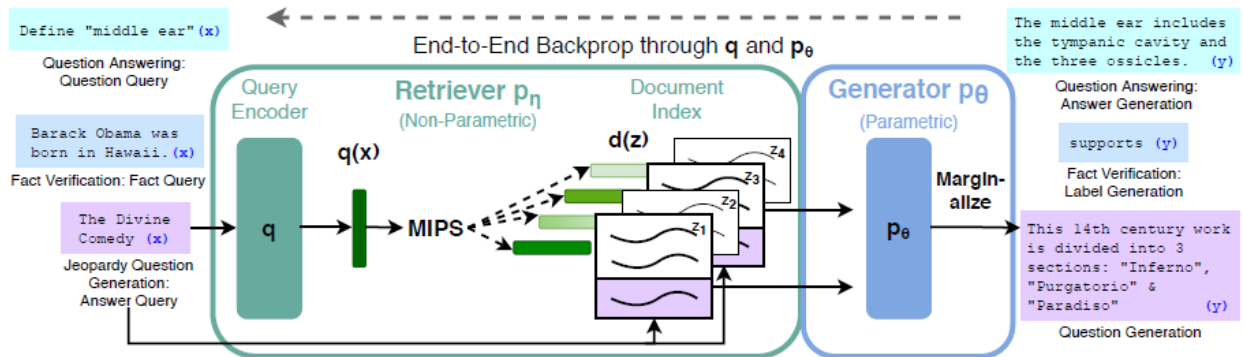 Define "middle ear" (x)
Question Answering:
Question Query
Barack Obama was
born in Hawaii. (x)
Fact Verification: Fact Query
The Divine
Comedy (x)
Jeopardy Question
Generation:
Answer Query
End-to-End Backprop through q and pθ
Query
Encoder
q
q(x)
Retriever pη
(Non-Parametric)
MIPS
Document
Index
d(z)
z4
z3
z2
z1
Generator pθ
(Parametric)
pθ
Margin-
alize
The middle ear includes
the tympanic cavity and
the three ossicles. (y)
Question Answering:
Answer Generation
supports (y)
Fact Verification:
Label Generation
This 14th century work
is divided into 3
sections: "Inferno",
"Purgatorio" &
"Paradiso" (y)
Question Generation